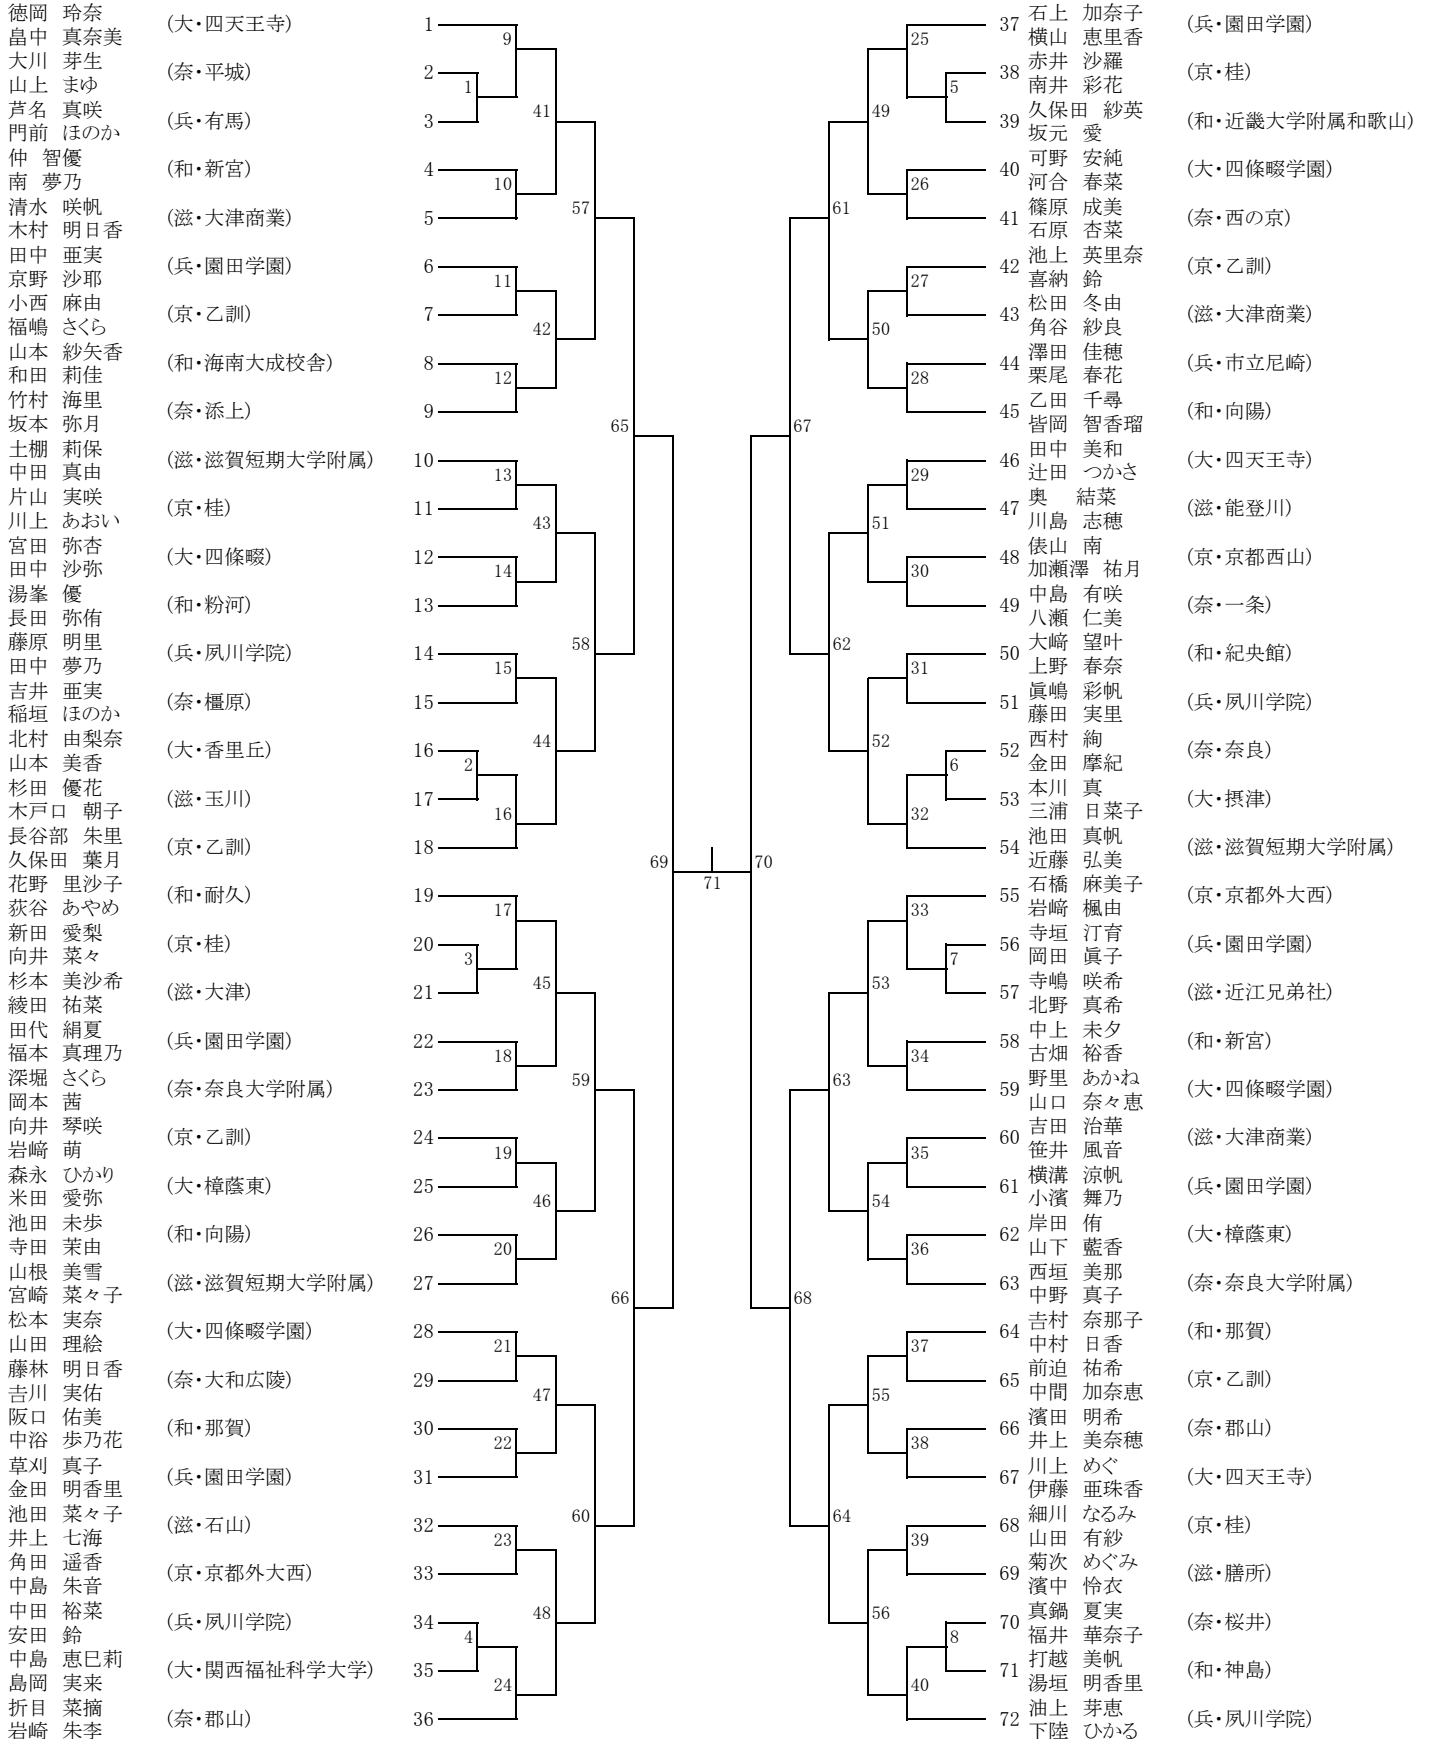 徳岡 玲奈
畠中 真奈美
(大・四天王寺) 1
大川 芽生
山上 まゆ
(奈・平城) 2
芦名 真咲
門前 ほのか
(兵・有馬) 3
仲 智優
南 夢乃
(和・新宮) 4
清水 咲帆
木村 明日香
(滋・大津商業) 5
田中 亜実
京野 沙耶
(兵・園田学園) 6
小西 麻由
福嶋 さくら
(京・乙訓) 7
山本 紗矢香
和田 莉佳
(和・海南大成校舎) 8
竹村 海里
坂本 弥月
(奈・添上) 9
土棚 莉保
中田 真由
(滋・滋賀短期大学附属) 10
片山 実咲
川上 あおい
(京・桂) 11
宮田 弥杏
田中 沙弥
(大・四條畷) 12
湯峯 優
長田 弥侑
(和・粉河) 13
藤原 明里
田中 夢乃
(兵・夙川学院) 14
吉井 亜実
稲垣 ほのか
(奈・橿原) 15
北村 由梨奈
山本 美香
(大・香里丘) 16
杉田 優花
木戸口 朝子
(滋・玉川) 17
長谷部 朱里
久保田 葉月
(京・乙訓) 18
花野 里沙子
荻谷 あやめ
(和・耐久) 19
新田 愛梨
向井 菜々
(京・桂) 20
杉本 美沙希
綾田 祐菜
(滋・大津) 21
田代 絹夏
福本 真理乃
(兵・園田学園) 22
深堀 さくら
岡本 茜
(奈・奈良大学附属) 23
向井 琴咲
岩﨑 萌
(京・乙訓) 24
森永 ひかり
米田 愛弥
(大・樟蔭東) 25
池田 未歩
寺田 茉由
(和・向陽) 26
山根 美雪
宮崎 菜々子
(滋・滋賀短期大学附属) 27
松本 実奈
山田 理絵
(大・四條畷学園) 28
藤林 明日香
吉川 実佑
(奈・大和広陵) 29
阪口 佑美
中浴 歩乃花
(和・那賀) 30
草刈 真子
金田 明香里
(兵・園田学園) 31
池田 菜々子
井上 七海
(滋・石山) 32
角田 遥香
中島 朱音
(京・京都外大西) 33
中田 裕菜
安田 鈴
(兵・夙川学院) 34
中島 恵巳莉
島岡 実来
(大・関西福祉科学大学) 35
折目 菜摘
岩崎 朱李
(奈・郡山) 36
1
2
3
4
9
10
11
12
13
14
15
16
17
18
19
20
21
22
23
24
41
42
43
44
45
46
47
48
57
58
59
60
65
66
69
71
70
67
68
61
62
63
64
49
50
51
52
53
54
55
56
25
26
27
28
29
30
31
32
33
34
35
36
37
38
39
40
5
6
7
8
石上 加奈子
横山 恵里香
37 (兵・園田学園)
赤井 沙羅
南井 彩花
38 (京・桂)
久保田 紗英
坂元 愛
39 (和・近畿大学附属和歌山)
可野 安純
河合 春菜
40 (大・四條畷学園)
篠原 成美
石原 杏菜
41 (奈・西の京)
池上 英里奈
喜納 鈴
42 (京・乙訓)
松田 冬由
角谷 紗良
43 (滋・大津商業)
澤田 佳穂
栗尾 春花
44 (兵・市立尼崎)
乙田 千尋
皆岡 智香瑠
45 (和・向陽)
田中 美和
辻田 つかさ
46 (大・四天王寺)
奥 結菜
川島 志穂
47 (滋・能登川)
俵山 南
加瀬澤 祐月
48 (京・京都西山)
中島 有咲
八瀬 仁美
49 (奈・一条)
大﨑 望叶
上野 春奈
50 (和・紀央館)
眞嶋 彩帆
藤田 実里
51 (兵・夙川学院)
西村 絢
金田 摩紀
52 (奈・奈良)
本川 真
三浦 日菜子
53 (大・摂津)
池田 真帆
近藤 弘美
54 (滋・滋賀短期大学附属)
石橋 麻美子
岩﨑 楓由
55 (京・京都外大西)
寺垣 汀育
岡田 眞子
56 (兵・園田学園)
寺嶋 咲希
北野 真希
57 (滋・近江兄弟社)
中上 未夕
古畑 裕香
58 (和・新宮)
野里 あかね
山口 奈々恵
59 (大・四條畷学園)
吉田 治華
笹井 風音
60 (滋・大津商業)
横溝 涼帆
小濱 舞乃
61 (兵・園田学園)
岸田 侑
山下 藍香
62 (大・樟蔭東)
西垣 美那
中野 真子
63 (奈・奈良大学附属)
吉村 奈那子
中村 日香
64 (和・那賀)
前迫 祐希
中間 加奈恵
65 (京・乙訓)
濱田 明希
井上 美奈穂
66 (奈・郡山)
川上 めぐ
伊藤 亜珠香
67 (大・四天王寺)
細川 なるみ
山田 有紗
68 (京・桂)
菊次 めぐみ
濱中 怜衣
69 (滋・膳所)
真鍋 夏実
福井 華奈子
70 (奈・桜井)
打越 美帆
湯垣 明香里
71 (和・神島)
油上 芽恵
下陸 ひかる
72 (兵・夙川学院)